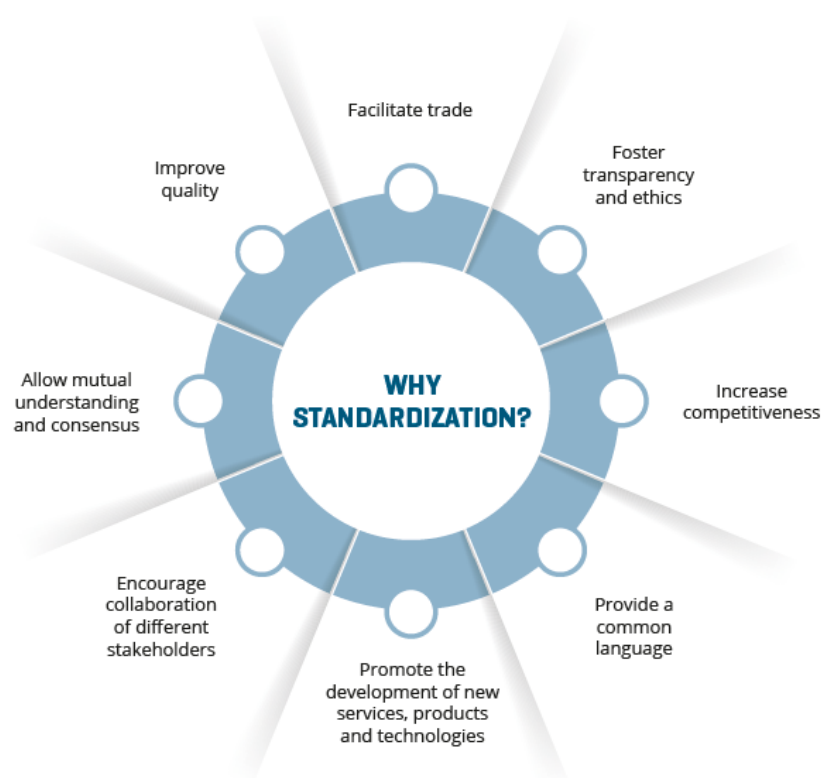 Facilitate trade
Foster
transparency
and ethics
Improve
quality
WHY
STANDARDIZATION?
Allow mutual
understanding
and consensus
Increase
competitiveness
Encourage
collaboration
of different
stakeholders
Provide a
common
language
Promote the
development of new
services, products
and technologies